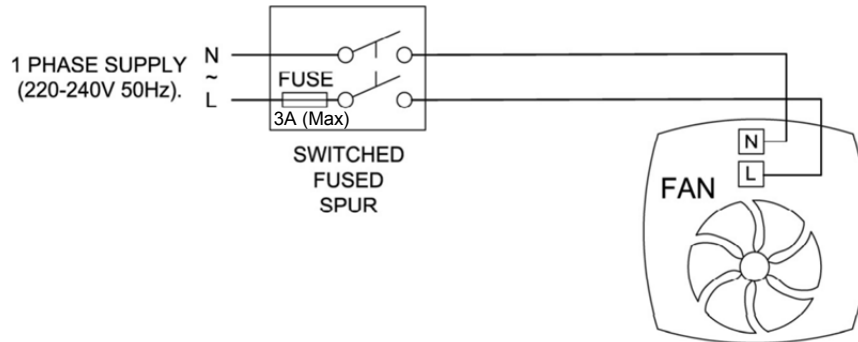 1 PHASE SUPPLY
(220-240V 50Hz).
N
~
L
FUSE
3A (Max)
SWITCHED
FUSED
SPUR
N
L
FAN